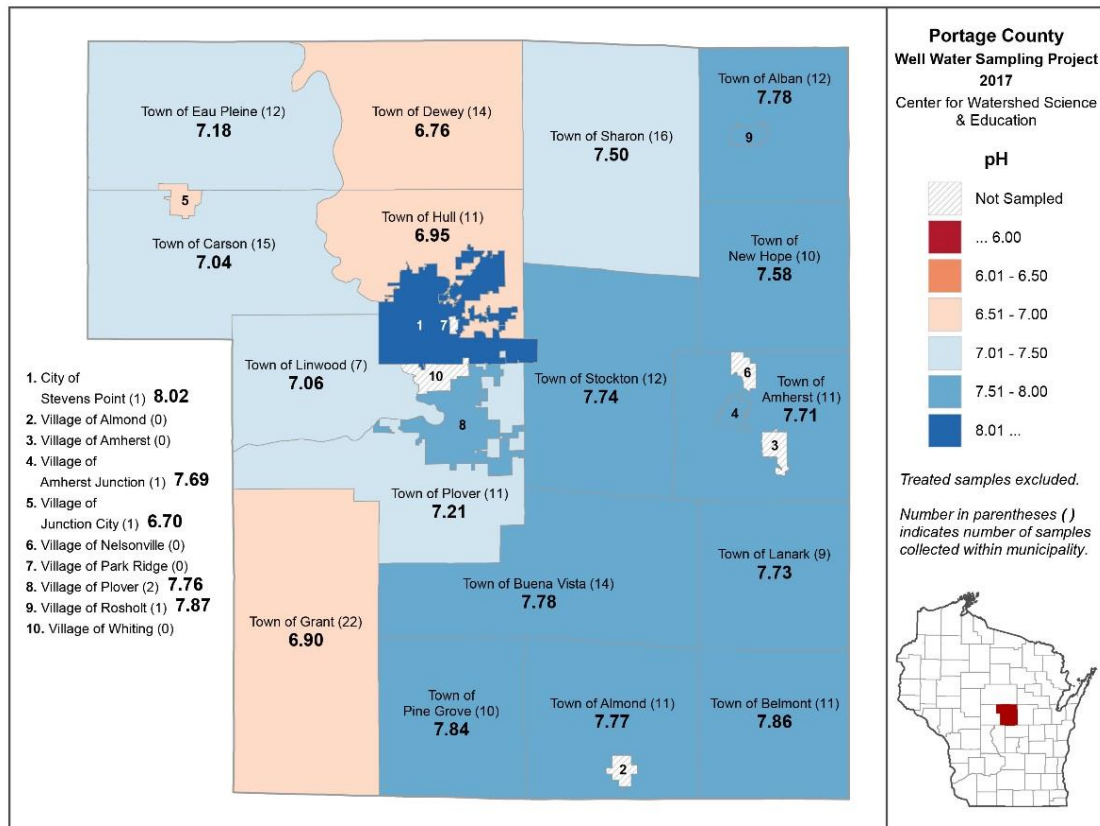 Portage County
Well Water Sampling Project
2017
Center for Watershed Science
& Education
pH
Not Sampled
... 6.00
6.01 - 6.50
6.51 - 7.00
7.01 - 7.50
7.51 - 8.00
8.01 ...
Treated samples excluded.
Number in parentheses ( )
indicates number of samples
collected within municipality.
Town of Eau Pleine (12)
7.18
Town of Dewey (14)
6.76
Town of Sharon (16)
7.50
Town of Alban (12)
7.78
9
5
Town of Carson (15)
7.04
Town of Hull (11)
6.95
Town of
New Hope (10)
7.58
1
7
Town of Linwood (7)
7.06
10
8
Town of Stockton (12)
7.74
6
4
3
Town of
Amherst (11)
7.71
Town of Plover (11)
7.21
Town of Lanark (9)
7.73
Town of Buena Vista (14)
7.78
Town of Grant (22)
6.90
Town of
Pine Grove (10)
7.84
Town of Almond (11)
7.77
2
Town of Belmont (11)
7.86
1. City of
Stevens Point (1) 8.02
2. Village of Almond (0)
3. Village of Amherst (0)
4. Village of
Amherst Junction (1) 7.69
5. Village of
Junction City (1) 6.70
6. Village of Nelsonville (0)
7. Village of Park Ridge (0)
8. Village of Plover (2) 7.76
9. Village of Rosholt (1) 7.87
10. Village of Whiting (0)